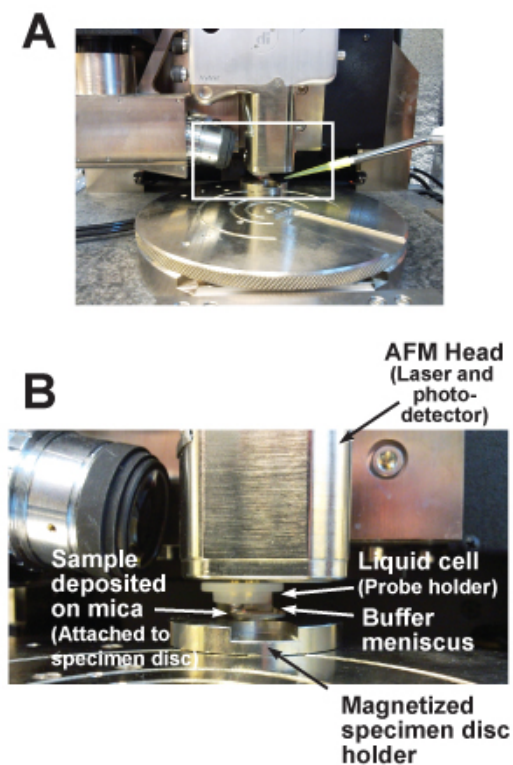 A
B
AFM Head
(Laser and
photo-
detector)
Sample
deposited
on mica
(Attached to
specimen disc)
Liquid cell
(Probe holder)
Buffer
meniscus
Magnetized
specimen disc
holder